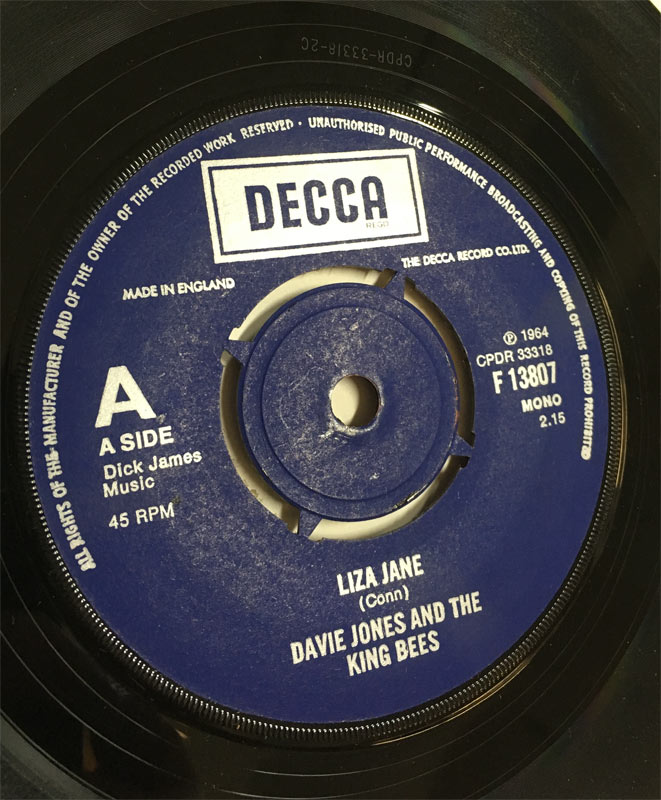 CPDR-33318-2C
ALL RIGHTS OF THE MANUFACTURER AND OF THE OWNER OF THE RECORDED WORK RESERVED · UNAUTHORISED PUBLIC PERFORMANCE BROADCASTING AND COPYING OF THIS RECORD PROHIBITED
DECCA
REGD
THE DECCA RECORD CO. LTD.
MADE IN ENGLAND
℗ 1964
CPDR 33318
F 13807
MONO
2.15
A
A SIDE
Dick James
Music
45 RPM
LIZA JANE
(Conn)
DAVIE JONES AND THE
KING BEES